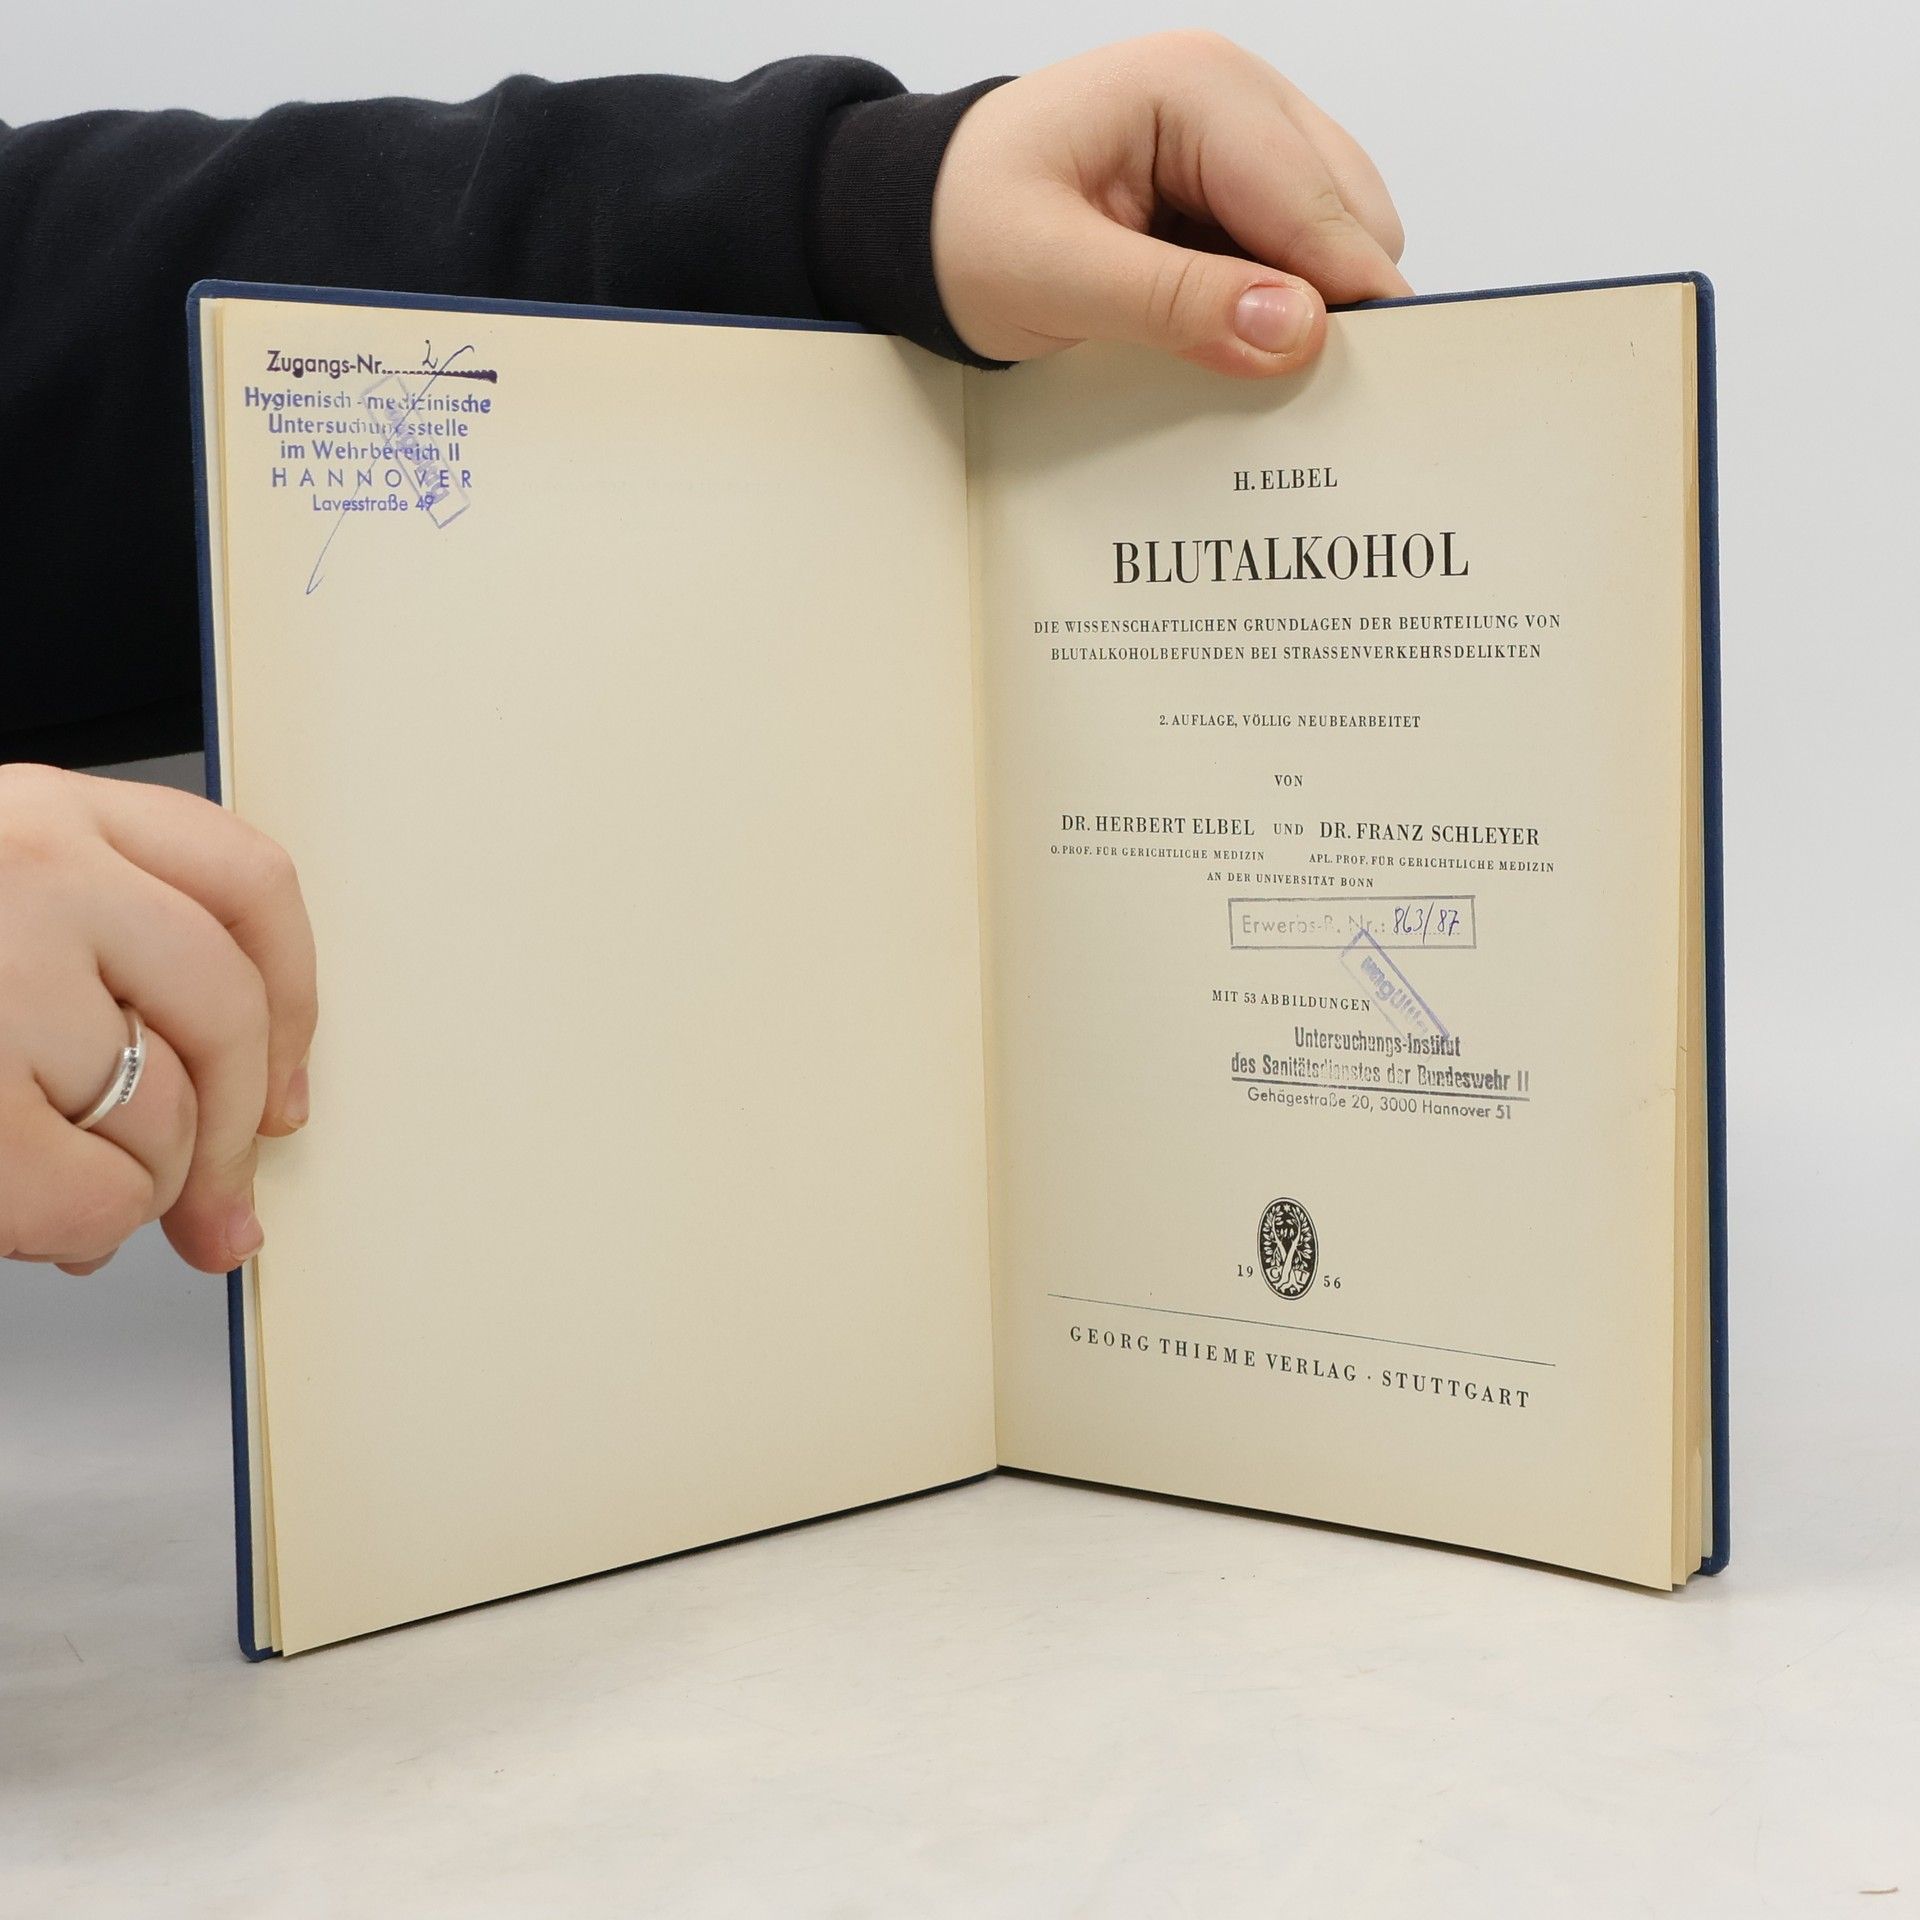 Zugangs-Nr. 2
Hygienisch-medizinische
Untersuchungsstelle
im Wehrbereich II
HANNOVER
Lavesstraße 49
ungültig
H. ELBEL
BLUTALKOHOL
DIE WISSENSCHAFTLICHEN GRUNDLAGEN DER BEURTEILUNG VON
BLUTALKOHOLBEFUNDEN BEI STRASSENVERKEHRSDELIKTEN
2. AUFLAGE, VÖLLIG NEUBEARBEITET
VON
DR. HERBERT ELBEL UND DR. FRANZ SCHLEYER
O. PROF. FÜR GERICHTLICHE MEDIZIN APL. PROF. FÜR GERICHTLICHE MEDIZIN
AN DER UNIVERSITÄT BONN
Erwerbs-R. Nr.: 863/87
ungültig
MIT 53 ABBILDUNGEN
Untersuchungs-Institut
des Sanitätsdienstes der Bundeswehr II
Gehägestraße 20, 3000 Hannover 51
G T
19 56
GEORG THIEME VERLAG · STUTTGART